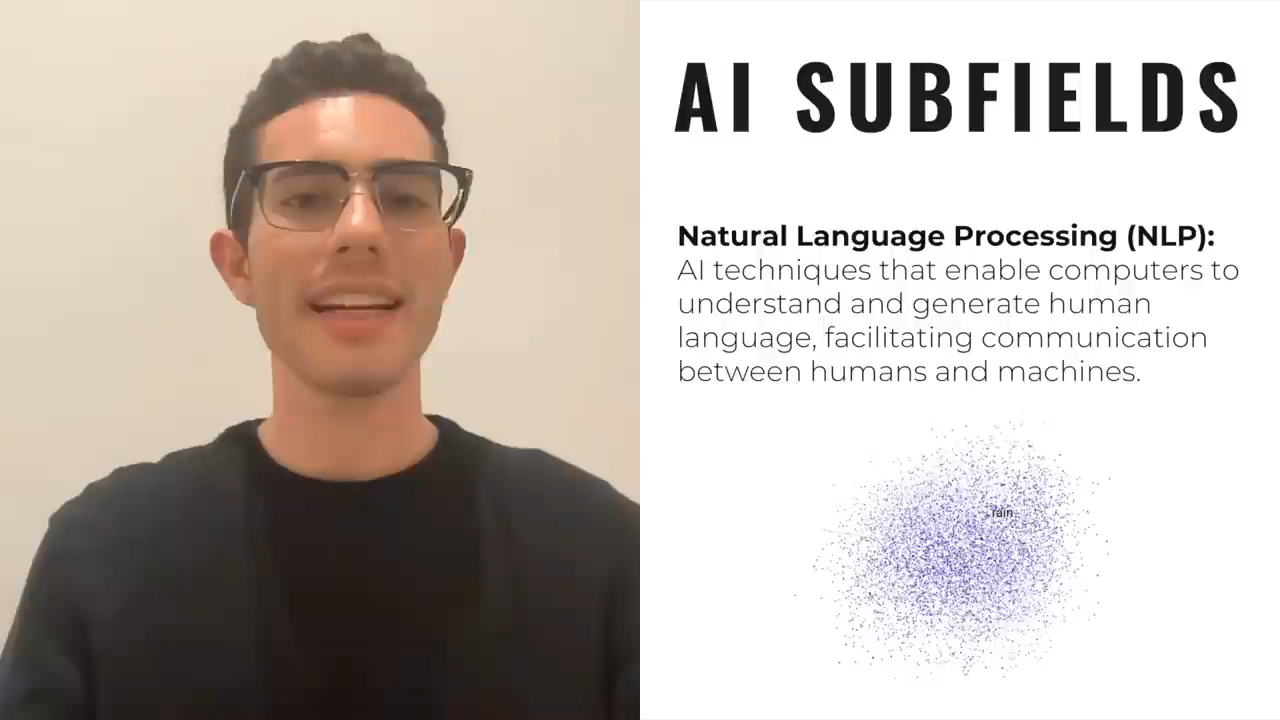 AI SUBFIELDS
Natural Language Processing (NLP):
AI techniques that enable computers to
understand and generate human
language, facilitating communication
between humans and machines.
rain